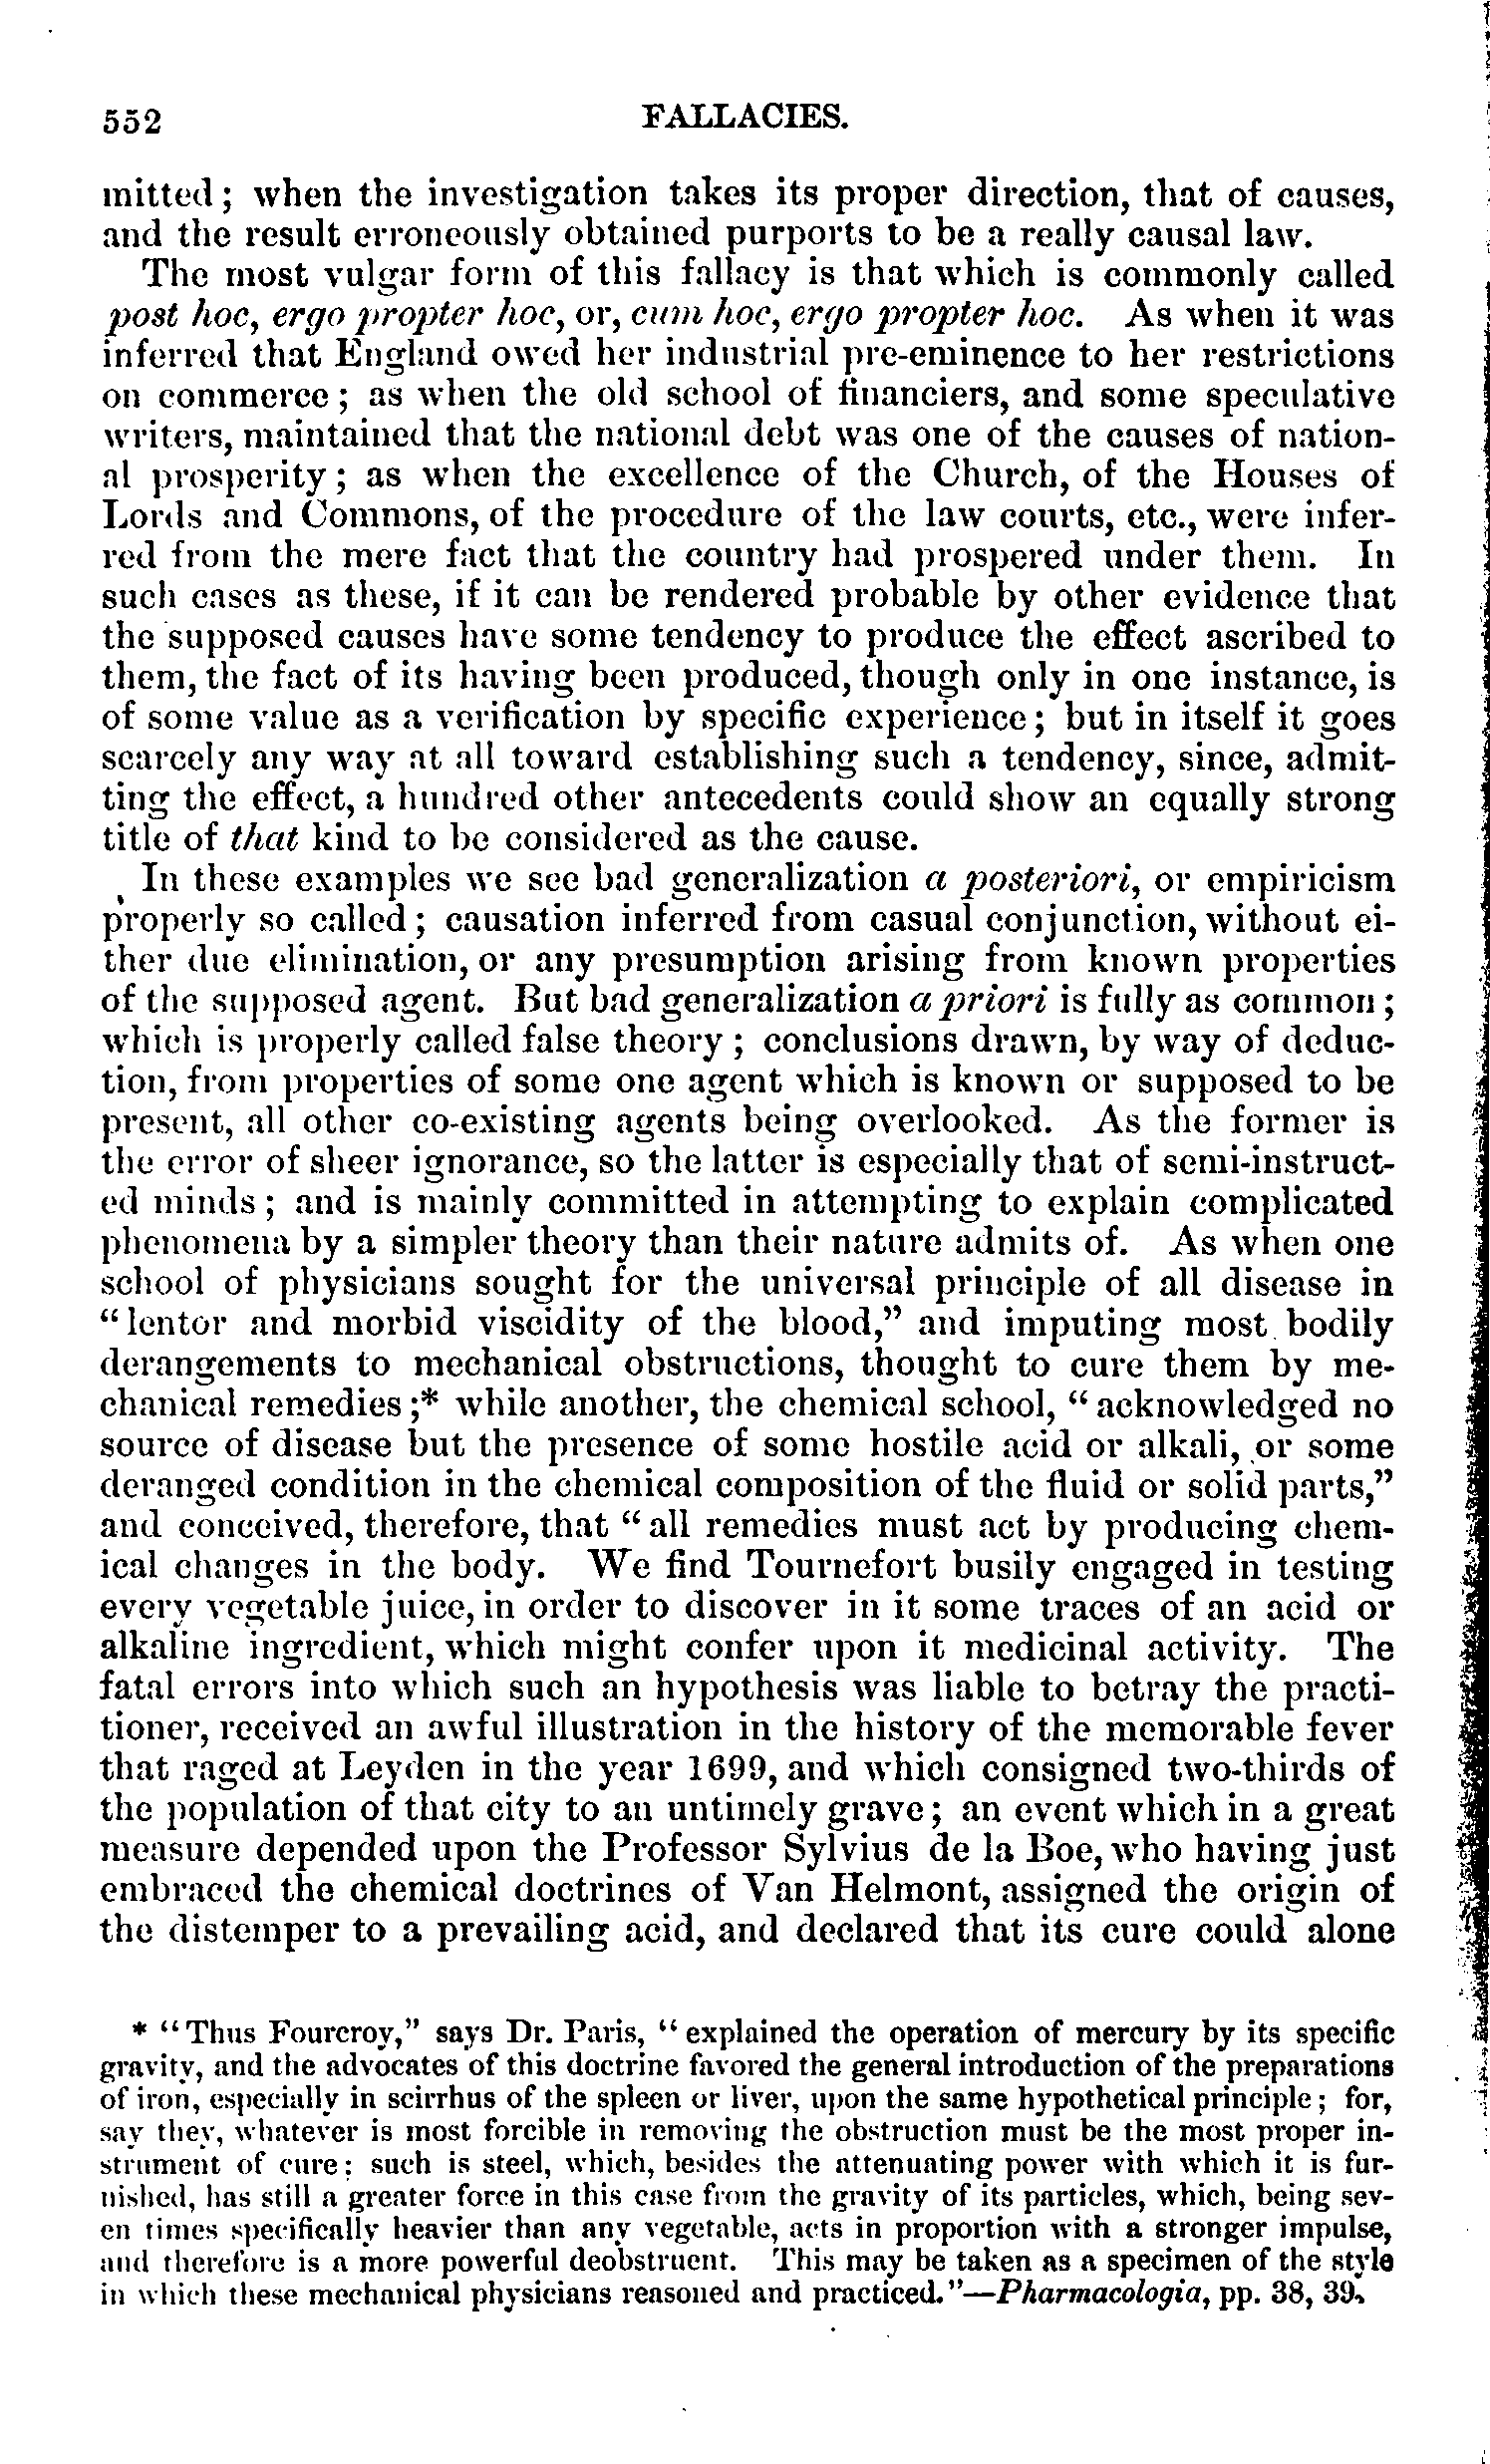 552 FALLACIES.
mitted; when the investigation takes its proper direction, that of causes,
and the result erroneously obtained purports to be a really causal law.
The most vulgar form of this fallacy is that which is commonly called
post hoc, ergo propter hoc, or, cum hoc, ergo propter hoc. As when it was
inferred that England owed her industrial pre-eminence to her restrictions
on commerce; as when the old school of financiers, and some speculative
writers, maintained that the national debt was one of the causes of nation-
al prosperity; as when the excellence of the Church, of the Houses of
Lords and Commons, of the procedure of the law courts, etc., were infer-
red from the mere fact that the country had prospered under them. In
such cases as these, if it can be rendered probable by other evidence that
the supposed causes have some tendency to produce the effect ascribed to
them, the fact of its having been produced, though only in one instance, is
of some value as a verification by specific experience; but in itself it goes
scarcely any way at all toward establishing such a tendency, since, admit-
ting the effect, a hundred other antecedents could show an equally strong
title of that kind to be considered as the cause.
In these examples we see bad generalization a posteriori, or empiricism
properly so called; causation inferred from casual conjunction, without ei-
ther due elimination, or any presumption arising from known properties
of the supposed agent. But bad generalization a priori is fully as common;
which is properly called false theory; conclusions drawn, by way of deduc-
tion, from properties of some one agent which is known or supposed to be
present, all other co-existing agents being overlooked. As the former is
the error of sheer ignorance, so the latter is especially that of semi-instruct-
ed minds; and is mainly committed in attempting to explain complicated
phenomena by a simpler theory than their nature admits of. As when one
school of physicians sought for the universal principle of all disease in
"lentor and morbid viscidity of the blood," and imputing most bodily
derangements to mechanical obstructions, thought to cure them by me-
chanical remedies;* while another, the chemical school, "acknowledged no
source of disease but the presence of some hostile acid or alkali, or some
deranged condition in the chemical composition of the fluid or solid parts,"
and conceived, therefore, that "all remedies must act by producing chem-
ical changes in the body. We find Tournefort busily engaged in testing
every vegetable juice, in order to discover in it some traces of an acid or
alkaline ingredient, which might confer upon it medicinal activity. The
fatal errors into which such an hypothesis was liable to betray the practi-
tioner, received an awful illustration in the history of the memorable fever
that raged at Leyden in the year 1699, and which consigned two-thirds of
the population of that city to an untimely grave; an event which in a great
measure depended upon the Professor Sylvius de la Boe, who having just
embraced the chemical doctrines of Van Helmont, assigned the origin of
the distemper to a prevailing acid, and declared that its cure could alone
* "Thus Fourcroy," says Dr. Paris, "explained the operation of mercury by its specific
gravity, and the advocates of this doctrine favored the general introduction of the preparations
of iron, especially in scirrhus of the spleen or liver, upon the same hypothetical principle; for,
say they, whatever is most forcible in removing the obstruction must be the most proper in-
strument of cure: such is steel, which, besides the attenuating power with which it is fur-
nished, has still a greater force in this case from the gravity of its particles, which, being sev-
en times specifically heavier than any vegetable, acts in proportion with a stronger impulse,
and therefore is a more powerful deobstruent. This may be taken as a specimen of the style
in which these mechanical physicians reasoned and practiced."—Pharmacologia, pp. 38, 39.